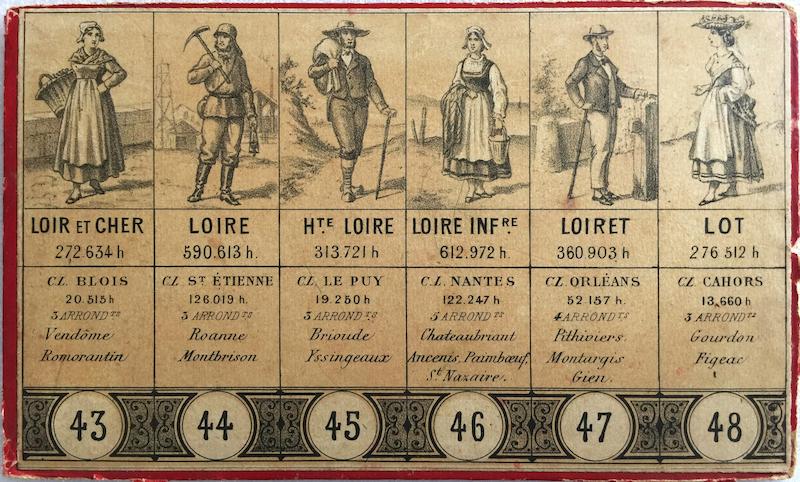 LOIR ET CHER
272.634 h
CL. BLOIS
20.515 h
3 ARRONDTS
Vendôme
Romorantin
43
LOIRE
590.613 h.
CL ST ÉTIENNE
126.019 h.
3 ARRONDTS
Roanne
Montbrison
44
HTE LOIRE
313.721 h
CL. LE PUY
19.250 h
3 ARRONDTS
Brioude
Yssingeaux
45
LOIRE INFRE
612.972 h.
C.L. NANTES
122.247 h
5 ARRONDTS
Chateaubriant
Ancenis. Paimbœuf.
St Nazaire.
46
LOIRET
360.903 h
CL. ORLÉANS
52.157 h.
4 ARRONDTS
Pithiviers
Montargis
Gien.
47
LOT
276 512 h
CL. CAHORS
13,660 h
3 ARRONDTS
Gourdon
Figeac
48